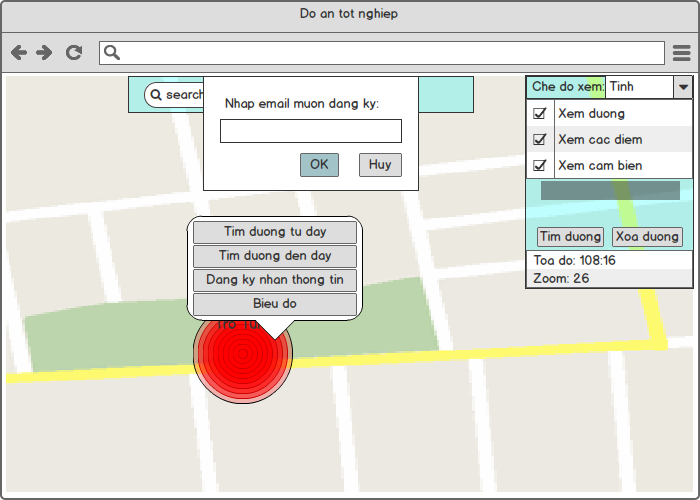 Do an tot nghiep
search
Nhap email muon dang ky:
OK
Huy
Che do xem:
Tinh
Xem duong
Xem cac diem
Xem cam bien
Tim duong
Xoa duong
Toa do: 108:16
Zoom: 26
Tim duong tu day
Tim duong den day
Dang ky nhan thong tin
Bieu do